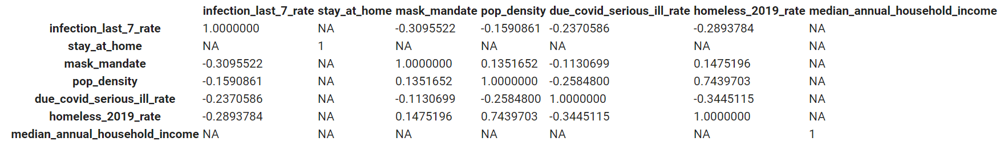 infection_last_7_rate stay_at_home mask_mandate pop_density due_covid_serious_ill_rate homeless_2019_rate median_annual_household_income
infection_last_7_rate 1.0000000 NA -0.3095522 -0.1590861 -0.2370586 -0.2893784 NA
stay_at_home NA 1 NA NA NA NA NA
mask_mandate -0.3095522 NA 1.0000000 0.1351652 -0.1130699 0.1475196 NA
pop_density -0.1590861 NA 0.1351652 1.0000000 -0.2584800 0.7439703 NA
due_covid_serious_ill_rate -0.2370586 NA -0.1130699 -0.2584800 1.0000000 -0.3445115 NA
homeless_2019_rate -0.2893784 NA 0.1475196 0.7439703 -0.3445115 1.0000000 NA
median_annual_household_income NA NA NA NA NA NA 1